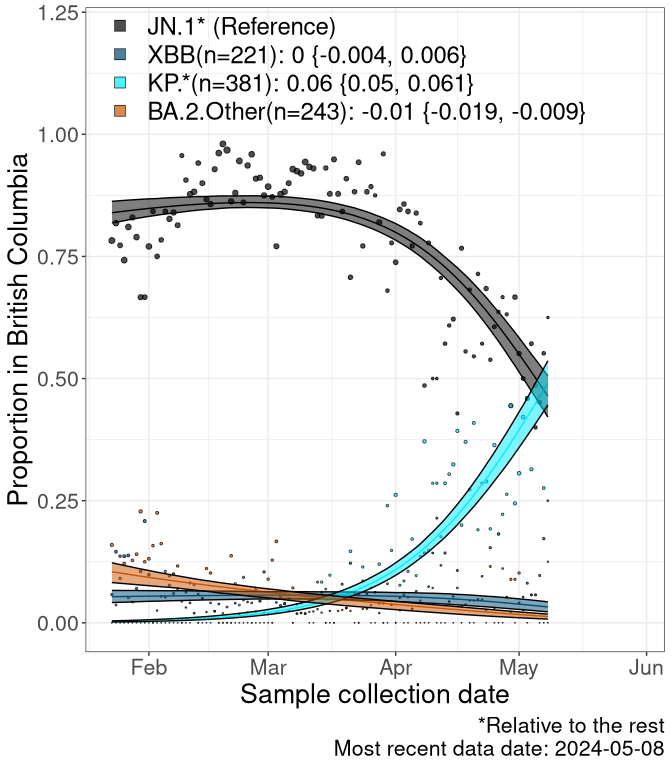 JN.1* (Reference)
XBB(n=221): 0 {-0.004, 0.006}
KP.*(n=381): 0.06 {0.05, 0.061}
BA.2.Other(n=243): -0.01 {-0.019, -0.009}
Proportion in British Columbia
1.25
1.00
0.75
0.50
0.25
0.00
Feb Mar Apr May Jun
Sample collection date
*Relative to the rest
Most recent data date: 2024-05-08